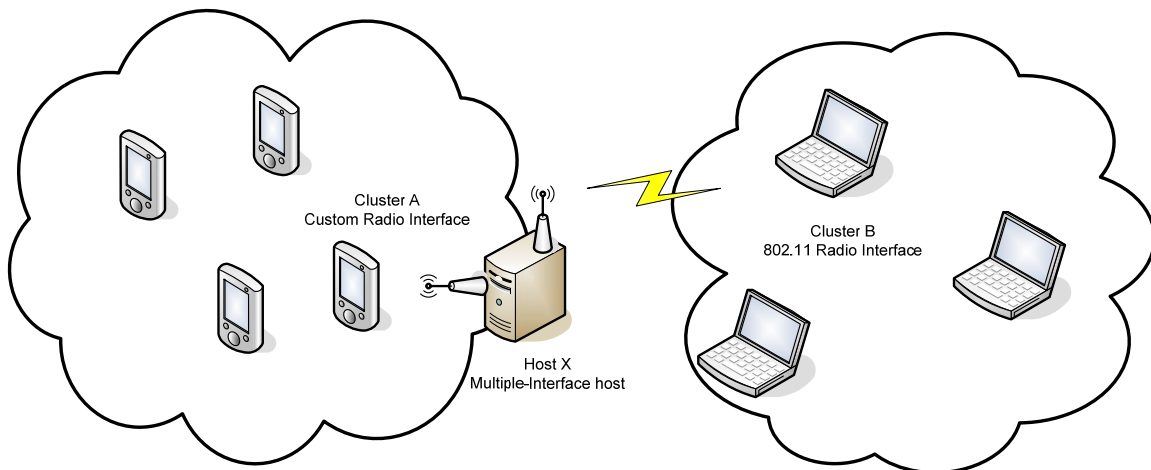 Cluster A
Custom Radio Interface
Cluster B
802.11 Radio Interface
Host X
Multiple-Interface host